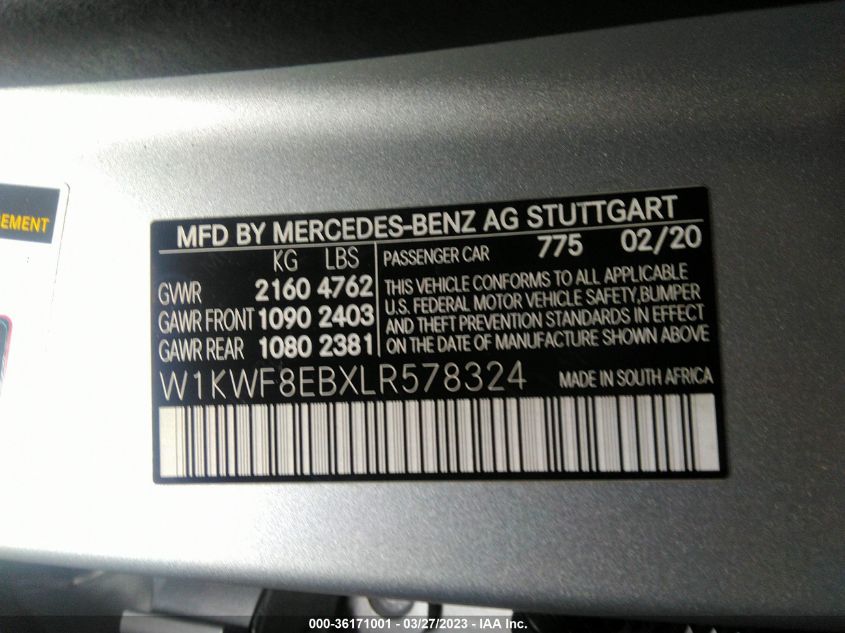 EMENT
MFD BY MERCEDES-BENZ AG STUTTGART
KG LBS
GVWR 2160 4762
GAWR FRONT 1090 2403
GAWR REAR 1080 2381
PASSENGER CAR 775 02/20
THIS VEHICLE CONFORMS TO ALL APPLICABLE
U.S. FEDERAL MOTOR VEHICLE SAFETY,BUMPER
AND THEFT PREVENTION STANDARDS IN EFFECT
ON THE DATE OF MANUFACTURE SHOWN ABOVE
W1KWF8EBXLR578324 MADE IN SOUTH AFRICA
000-36171001 - 03/27/2023 - IAA Inc.